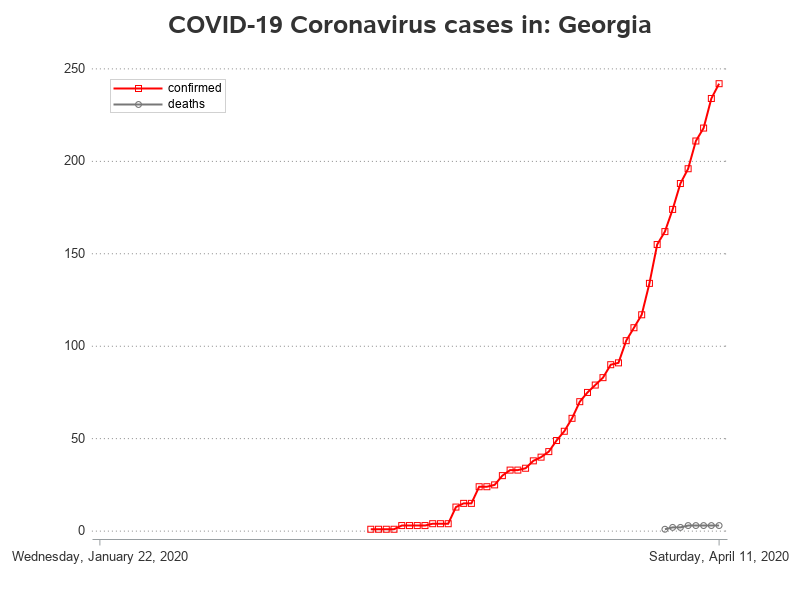 COVID-19 Coronavirus cases in: Georgia
250
confirmed
deaths
200
150
100
50
0
Wednesday, January 22, 2020
Saturday, April 11, 2020